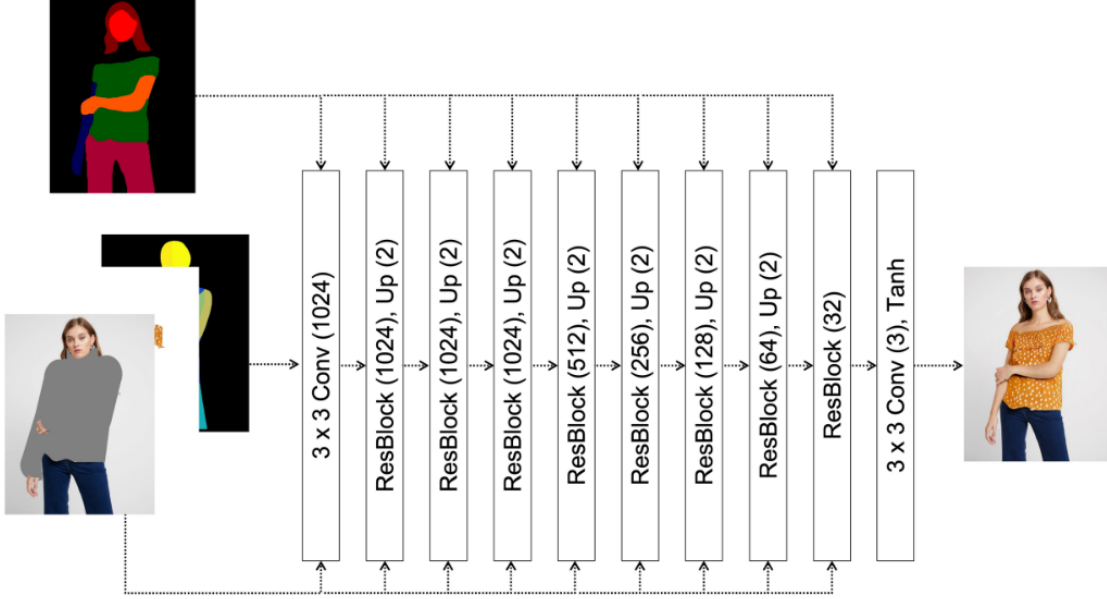 3 x 3 Conv (1024)
ResBlock (1024), Up (2)
ResBlock (1024), Up (2)
ResBlock (1024), Up (2)
ResBlock (512), Up (2)
ResBlock (256), Up (2)
ResBlock (128), Up (2)
ResBlock (64), Up (2)
ResBlock (32)
3 x 3 Conv (3), Tanh